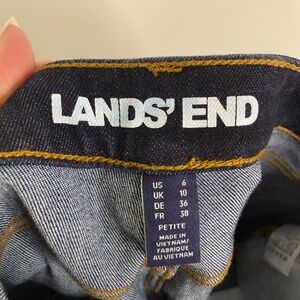 LANDS' END
US 6
UK 10
DE 36
FR 38
PETITE
MADE IN
VIETNAM/
FABRIQUÉ
AU VIETNAM